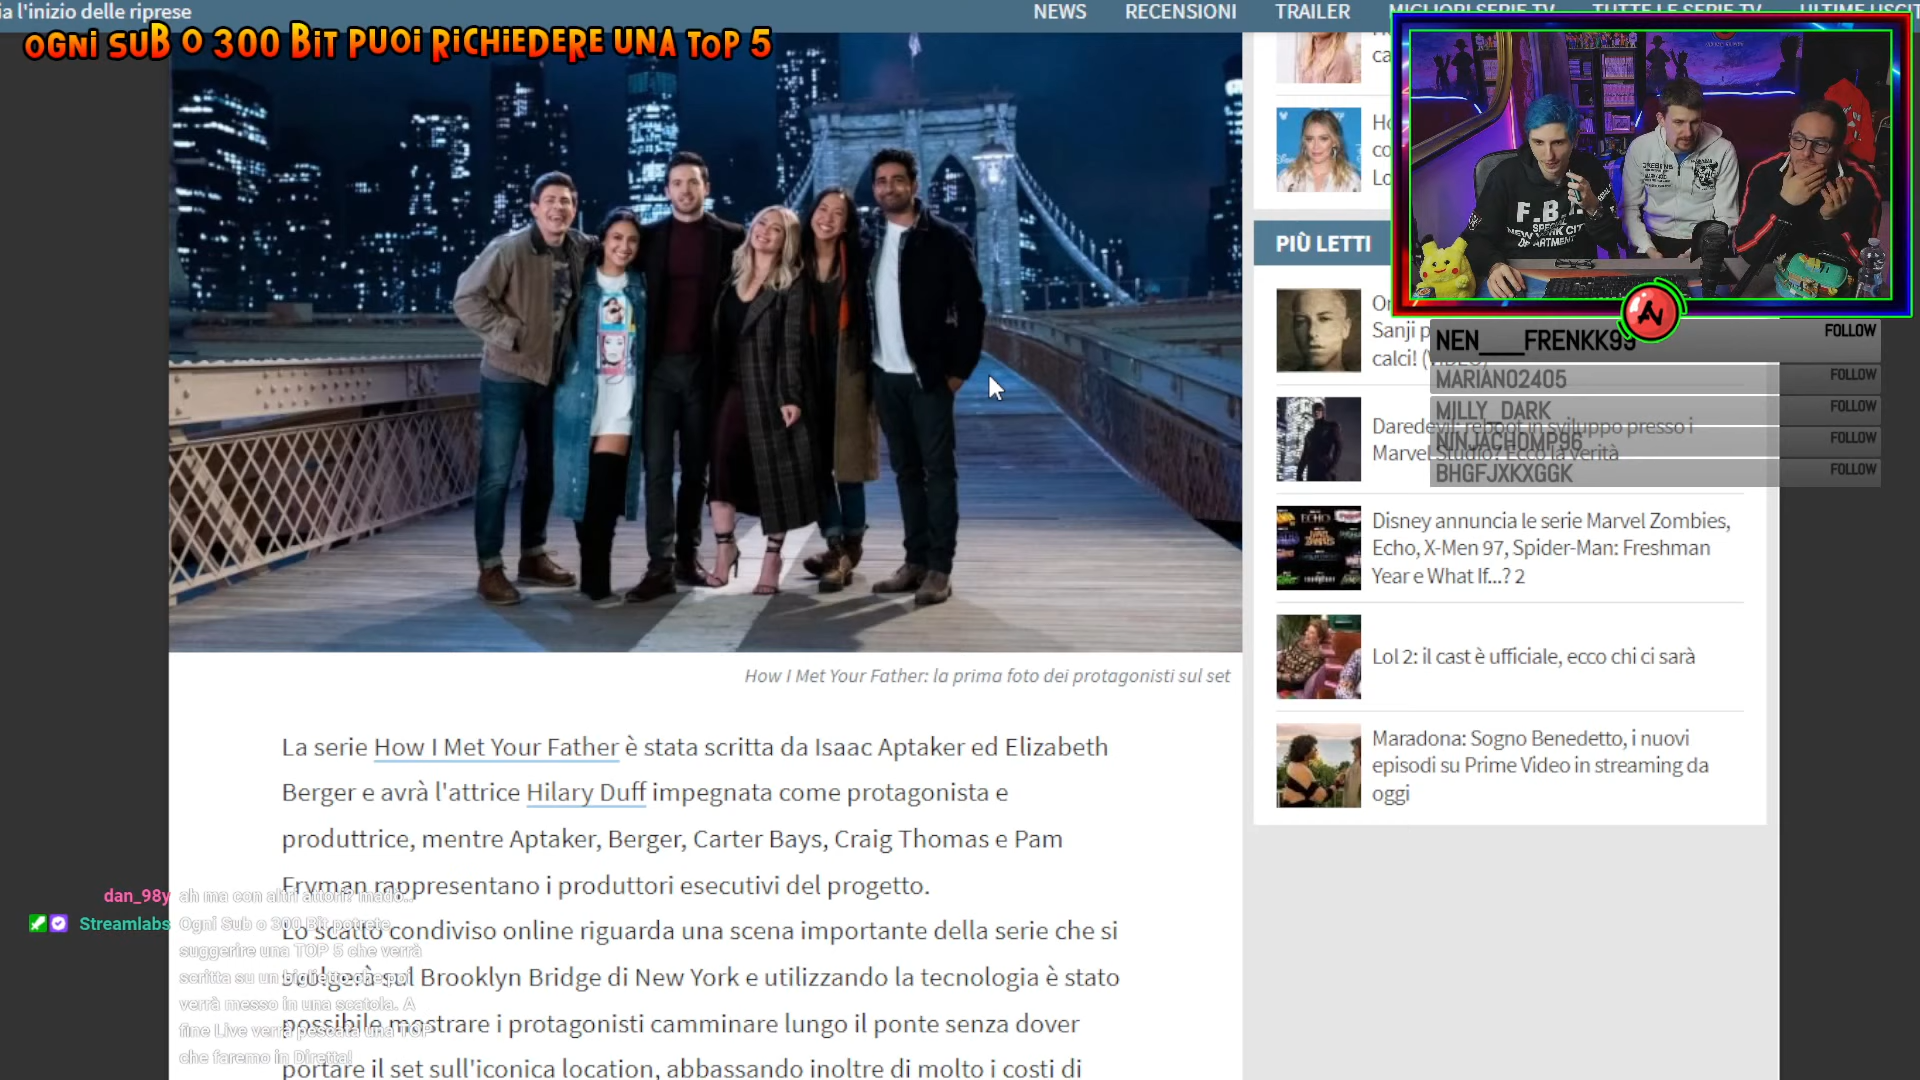 ia l'inizio delle riprese
NEWS RECENSIONI TRAILER MIGLIORI SERIE TV TUTTE LE SERIE TV
OGNI SUB O 300 BIT PUOI RICHIEDERE UNA TOP 5
PIÙ LETTI
Sanji p
calci! (VIDEO)
Daredevil: reboot in sviluppo presso i
Marvel Studio? Ecco la verità
Disney annuncia le serie Marvel Zombies,
Echo, X-Men 97, Spider-Man: Freshman
Year e What If...? 2
Lol 2: il cast è ufficiale, ecco chi ci sarà
Maradona: Sogno Benedetto, i nuovi
episodi su Prime Video in streaming da
oggi
NEN___FRENKK99 FOLLOW
MARIANO2405 FOLLOW
MILLY_DARK FOLLOW
NINJACHOMP96 FOLLOW
BHGFJXKXGGK FOLLOW
F.B.I.
SPECIAL
NEW YORK CITY
DEPARTMENT
How I Met Your Father: la prima foto dei protagonisti sul set
La serie How I Met Your Father è stata scritta da Isaac Aptaker ed Elizabeth
Berger e avrà l'attrice Hilary Duff impegnata come protagonista e
produttrice, mentre Aptaker, Berger, Carter Bays, Craig Thomas e Pam
Fryman rappresentano i produttori esecutivi del progetto.
Lo scatto condiviso online riguarda una scena importante della serie che si
svolgerà sul Brooklyn Bridge di New York e utilizzando la tecnologia è stato
possibile mostrare i protagonisti camminare lungo il ponte senza dover
portare il set sull'iconica location, abbassando inoltre di molto i costi di
dan_98y ah ma con altri attori? mado...
Streamlabs Ogni Sub o 300 Bit potrete
suggerire una TOP 5 che verrà
scritta su un biglietto che poi
verrà messo in una scatola. A
fine Live verrà pescata una TOP
che faremo in Diretta!